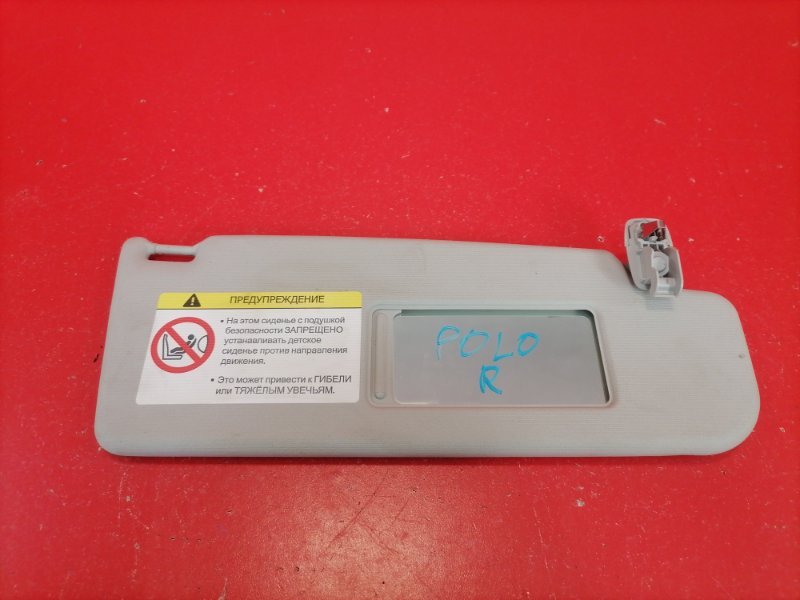 ПРЕДУПРЕЖДЕНИЕ
• На этом сиденье с подушкой
безопасности ЗАПРЕЩЕНО
устанавливать детское
сиденье против направления
движения.
• Это может привести к ГИБЕЛИ
или ТЯЖЁЛЫМ УВЕЧЬЯМ.
POLO
R